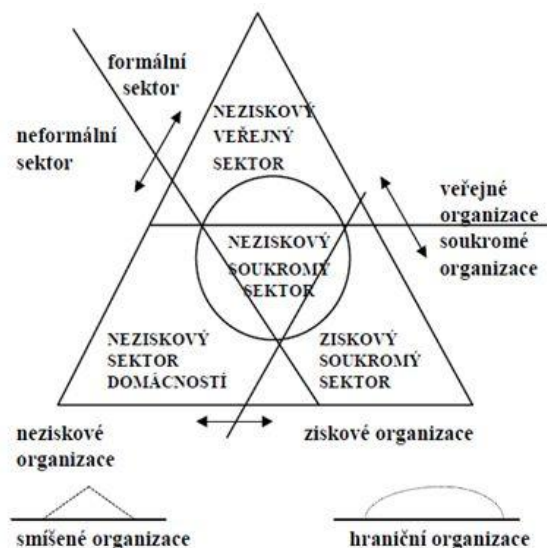 formální
sektor
neformální
sektor
NEZISKOVÝ
VEŘEJNÝ
SEKTOR
veřejné
organizace
soukromé
organizace
NEZISKOVÝ
SOUKROMÝ
SEKTOR
NEZISKOVÝ
SEKTOR
DOMÁCNOSTÍ
ZISKOVÝ
SOUKROMÝ
SEKTOR
neziskové
organizace
ziskové organizace
smíšené organizace
hraniční organizace